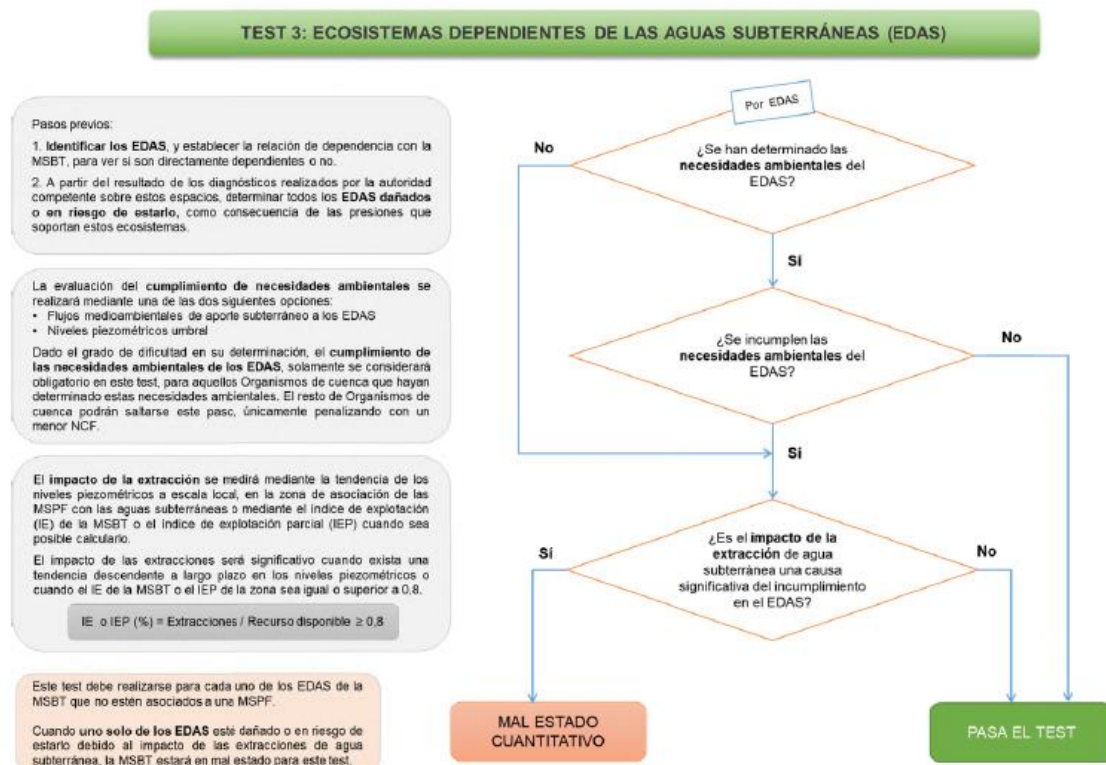 TEST 3: ECOSISTEMAS DEPENDIENTES DE LAS AGUAS SUBTERRÁNEAS (EDAS)
Pasos previos:
1. Identificar los EDAS, y establecer la relación de dependencia con la
MSBT, para ver si son directamente dependientes o no.
2. A partir del resultado de los diagnósticos realizados por la autoridad
competente sobre estos espacios, determinar todos los EDAS dañados
o en riesgo de estarlo, como consecuencia de las presiones que
soportan estos ecosistemas.
La evaluación del cumplimiento de necesidades ambientales se
realizará mediante una de las dos siguientes opciones:
• Flujos medioambientales de aporte subterráneo a los EDAS
• Niveles piezométricos umbral
Dado el grado de dificultad en su determinación, el cumplimiento de
las necesidades ambientales de los EDAS, solamente se considerará
obligatorio en este test, para aquellos Organismos de cuenca que hayan
determinado estas necesidades ambientales. El resto de Organismos de
cuenca podrán saltarse este paso, únicamente penalizando con un
menor NCF.
El impacto de la extracción se medirá mediante la tendencia de los
niveles piezométricos a escala local, en la zona de asociación de las
MSPF con las aguas subterráneas o mediante el índice de explotación
(IE) de la MSBT o el índice de explotación parcial (IEP) cuando sea
posible calcularlo.
El impacto de las extracciones será significativo cuando exista una
tendencia descendente a largo plazo en los niveles piezométricos o
cuando el IE de la MSBT o el IEP de la zona sea igual o superior a 0,8.
IE o IEP (%) = Extracciones / Recurso disponible ≥ 0,8
Este test debe realizarse para cada uno de los EDAS de la
MSBT que no estén asociados a una MSPF.
Cuando uno solo de los EDAS esté dañado o en riesgo de
estarlo debido al impacto de las extracciones de agua
subterránea, la MSBT estará en mal estado para este test.
Por EDAS
¿Se han determinado las
necesidades ambientales del
EDAS?
No
Sí
¿Se incumplen las
necesidades ambientales del
EDAS?
No
Sí
¿Es el impacto de la
extracción de agua
subterránea una causa
significativa del incumplimiento
en el EDAS?
Sí
No
MAL ESTADO
CUANTITATIVO
PASA EL TEST